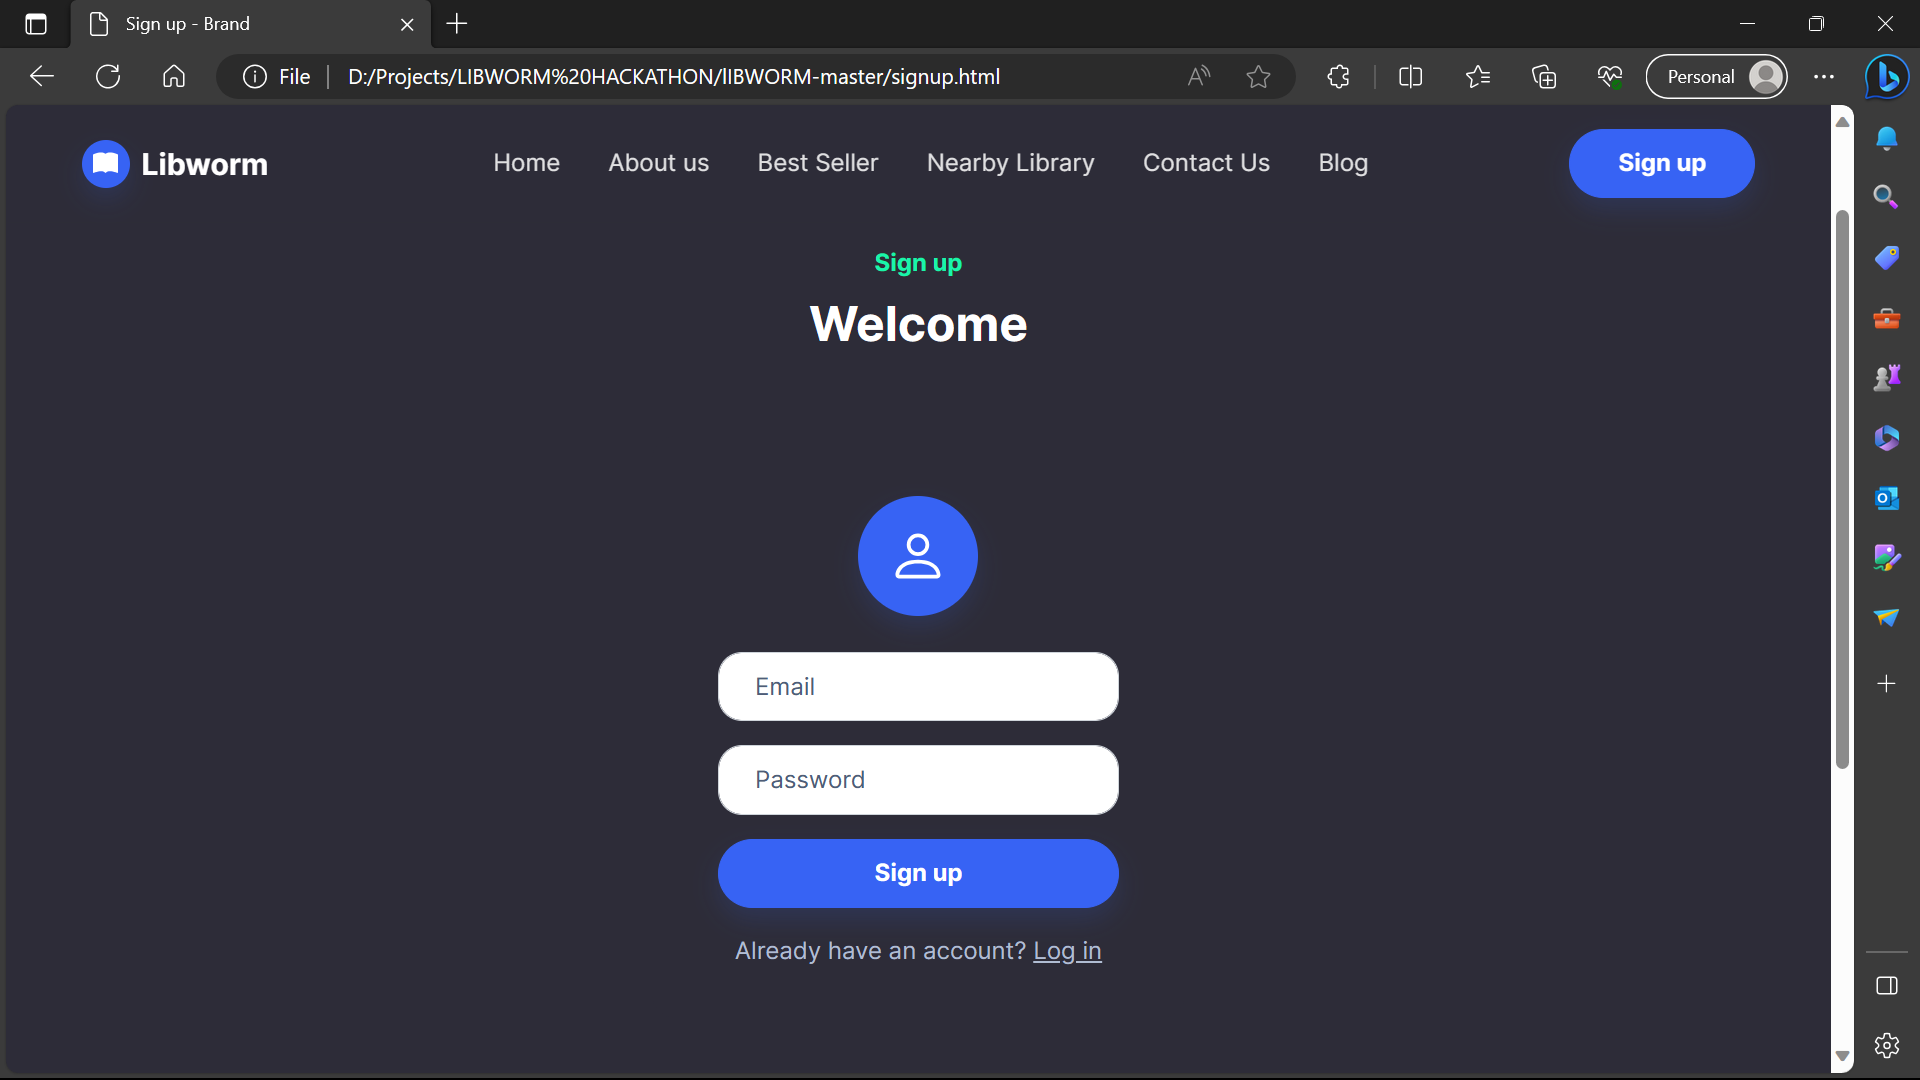 Sign up - Brand
File D:/Projects/LIBWORM%20HACKATHON/lIBWORM-master/signup.html
Personal
Libworm Home About us Best Seller Nearby Library Contact Us Blog Sign up
Sign up
Welcome
Email
Password
Sign up
Already have an account? Log in